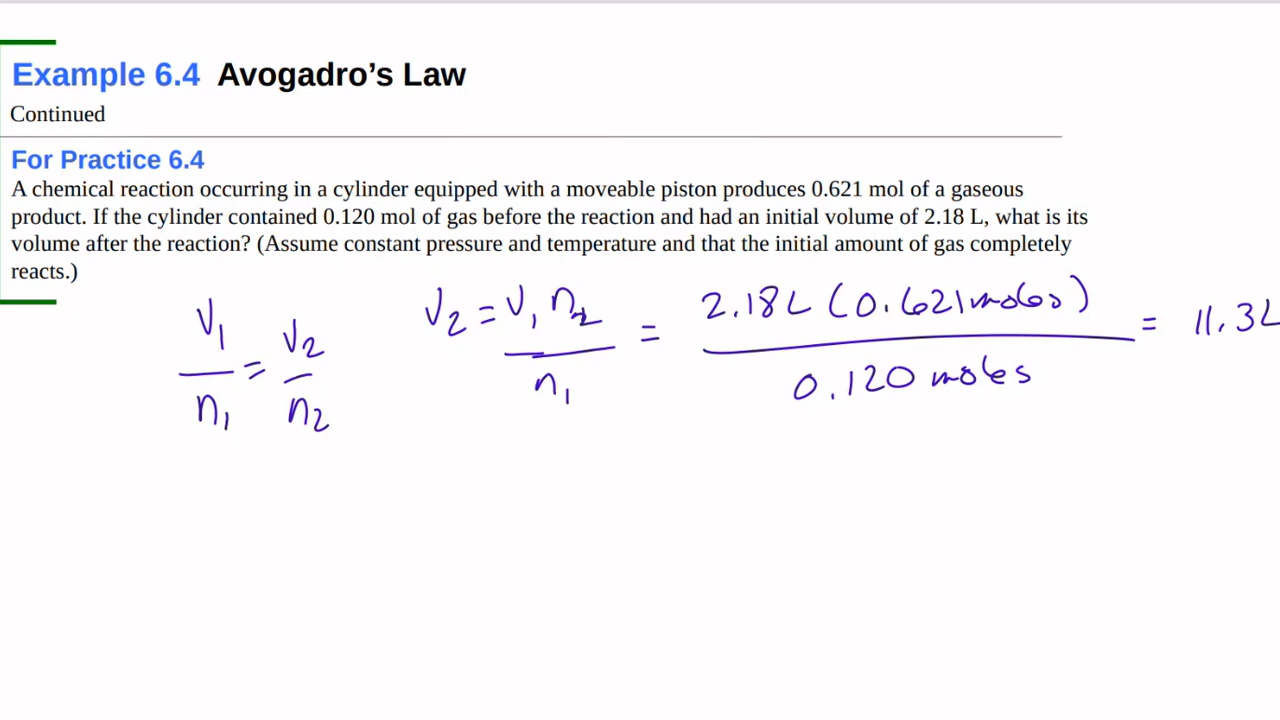 Example 6.4 Avogadro's Law
Continued
For Practice 6.4
A chemical reaction occurring in a cylinder equipped with a moveable piston produces 0.621 mol of a gaseous
product. If the cylinder contained 0.120 mol of gas before the reaction and had an initial volume of 2.18 L, what is its
volume after the reaction? (Assume constant pressure and temperature and that the initial amount of gas completely
reacts.)
V₁/n₁ = V₂/n₂
V₂ = V₁ n₂/n₁ = 2.18L (0.621 moles)/0.120 moles = 11.3L